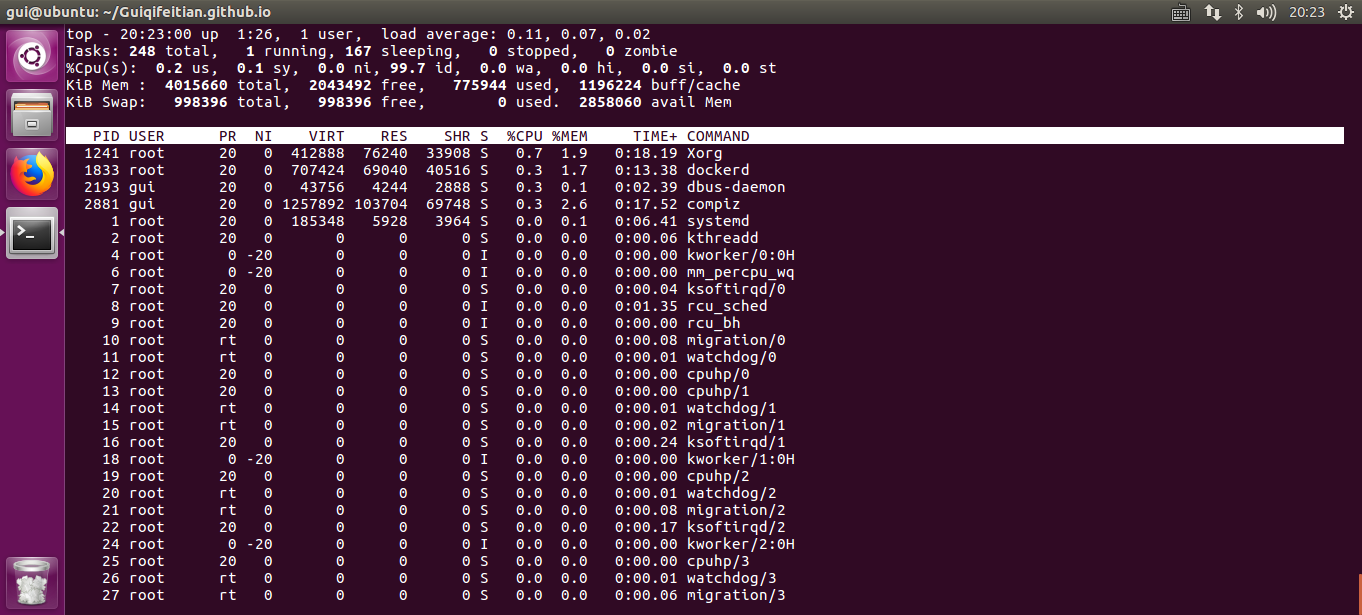 gui@ubuntu: ~/Guiqifeitian.github.io 20:23
top - 20:23:00 up  1:26,  1 user,  load average: 0.11, 0.07, 0.02
Tasks: 248 total,   1 running, 167 sleeping,   0 stopped,   0 zombie
%Cpu(s):  0.2 us,  0.1 sy,  0.0 ni, 99.7 id,  0.0 wa,  0.0 hi,  0.0 si,  0.0 st
KiB Mem :  4015660 total,  2043492 free,   775944 used,  1196224 buff/cache
KiB Swap:   998396 total,   998396 free,        0 used.  2858060 avail Mem
PID USER      PR  NI    VIRT    RES    SHR S  %CPU %MEM     TIME+ COMMAND
1241 root      20   0  412888  76240  33908 S   0.7  1.9   0:18.19 Xorg
1833 root      20   0  707424  69040  40516 S   0.3  1.7   0:13.38 dockerd
2193 gui       20   0   43756   4244   2888 S   0.3  0.1   0:02.39 dbus-daemon
2881 gui       20   0 1257892 103704  69748 S   0.3  2.6   0:17.52 compiz
1 root      20   0  185348   5928   3964 S   0.0  0.1   0:06.41 systemd
2 root      20   0       0      0      0 S   0.0  0.0   0:00.06 kthreadd
4 root       0 -20       0      0      0 I   0.0  0.0   0:00.00 kworker/0:0H
6 root       0 -20       0      0      0 I   0.0  0.0   0:00.00 mm_percpu_wq
7 root      20   0       0      0      0 S   0.0  0.0   0:00.04 ksoftirqd/0
8 root      20   0       0      0      0 I   0.0  0.0   0:01.35 rcu_sched
9 root      20   0       0      0      0 I   0.0  0.0   0:00.00 rcu_bh
10 root      rt   0       0      0      0 S   0.0  0.0   0:00.08 migration/0
11 root      rt   0       0      0      0 S   0.0  0.0   0:00.01 watchdog/0
12 root      20   0       0      0      0 S   0.0  0.0   0:00.00 cpuhp/0
13 root      20   0       0      0      0 S   0.0  0.0   0:00.00 cpuhp/1
14 root      rt   0       0      0      0 S   0.0  0.0   0:00.01 watchdog/1
15 root      rt   0       0      0      0 S   0.0  0.0   0:00.02 migration/1
16 root      20   0       0      0      0 S   0.0  0.0   0:00.24 ksoftirqd/1
18 root       0 -20       0      0      0 I   0.0  0.0   0:00.00 kworker/1:0H
19 root      20   0       0      0      0 S   0.0  0.0   0:00.00 cpuhp/2
20 root      rt   0       0      0      0 S   0.0  0.0   0:00.01 watchdog/2
21 root      rt   0       0      0      0 S   0.0  0.0   0:00.08 migration/2
22 root      20   0       0      0      0 S   0.0  0.0   0:00.17 ksoftirqd/2
24 root       0 -20       0      0      0 I   0.0  0.0   0:00.00 kworker/2:0H
25 root      20   0       0      0      0 S   0.0  0.0   0:00.00 cpuhp/3
26 root      rt   0       0      0      0 S   0.0  0.0   0:00.01 watchdog/3
27 root      rt   0       0      0      0 S   0.0  0.0   0:00.06 migration/3